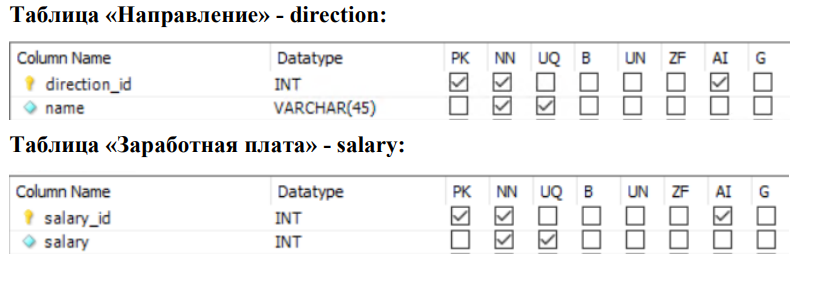 Таблица «Направление» - direction:
Column Name Datatype PK NN UQ B UN ZF AI G
direction_id INT
name VARCHAR(45)
Таблица «Заработная плата» - salary:
Column Name Datatype PK NN UQ B UN ZF AI G
salary_id INT
salary INT